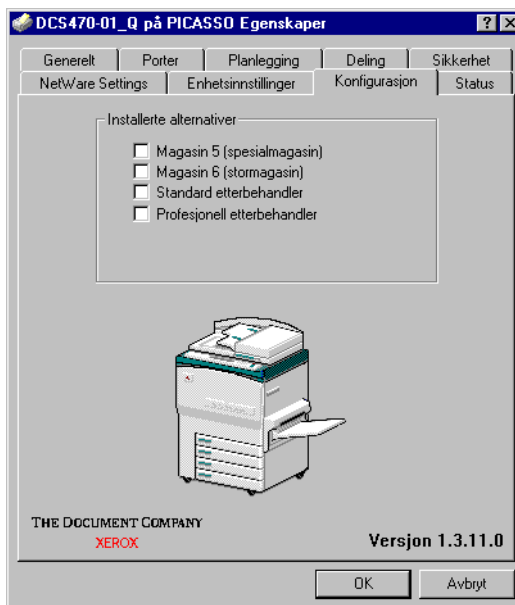 DCS470-01_Q på PICASSO Egenskaper
Generelt Porter Planlegging Deling Sikkerhet
NetWare Settings Enhetsinnstillinger Konfigurasjon Status
Installerte alternativer
Magasin 5 (spesialmagasin)
Magasin 6 (stormagasin)
Standard etterbehandler
Profesjonell etterbehandler
THE DOCUMENT COMPANY
XEROX
Versjon 1.3.11.0
OK Avbryt